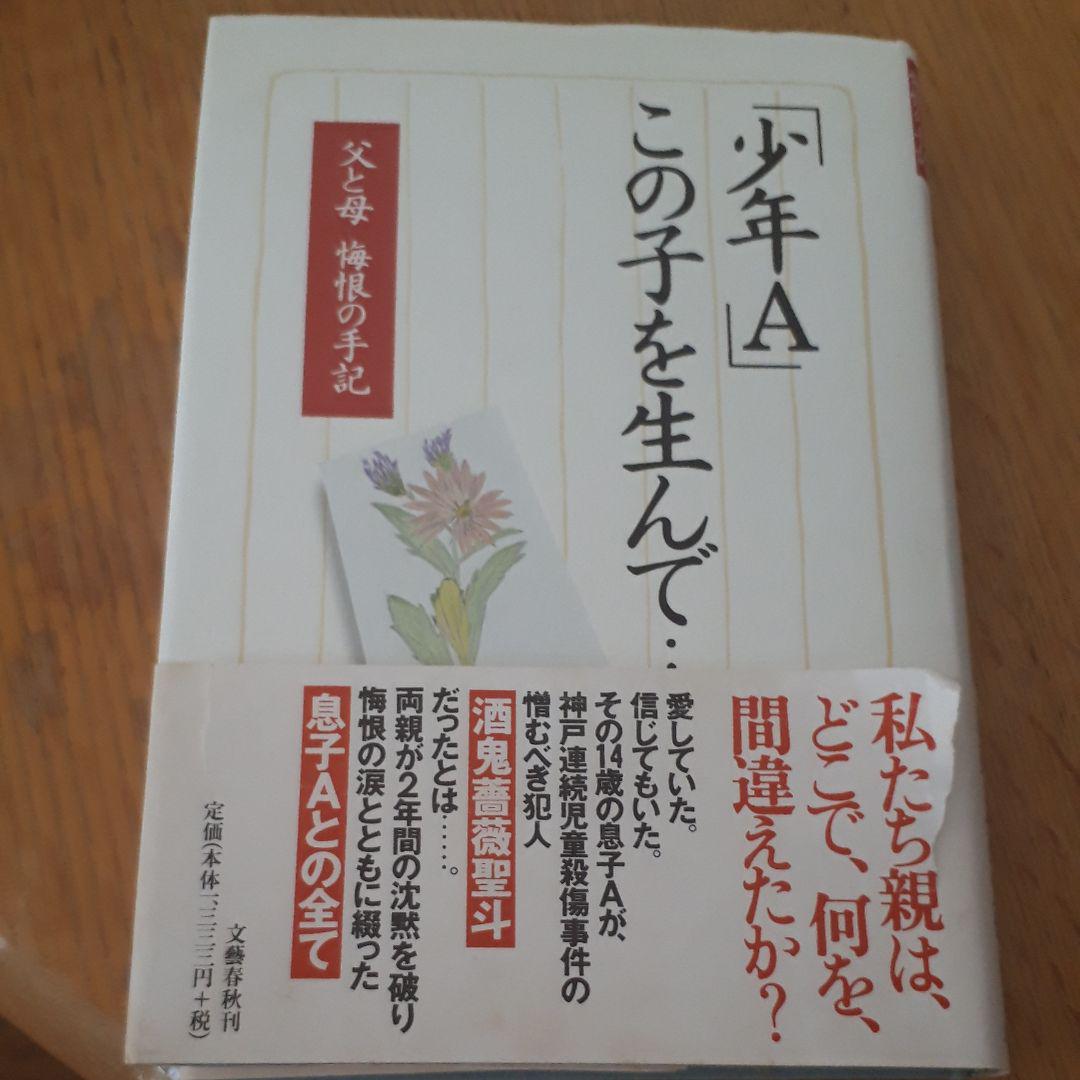 「少年A」
この子を生んで‥
父と母 悔恨の手記
私たち親は、
どこで、何を、
間違えたか？
愛していた。
信じてもいた。
その14歳の息子Aが、
神戸連続児童殺傷事件の
憎むべき犯人
酒鬼薔薇聖斗
だったとは……。
両親が2年間の沈黙を破り
悔恨の涙とともに綴った
息子Aとの全て
文藝春秋刊
定価(本体一、三三三円+税)